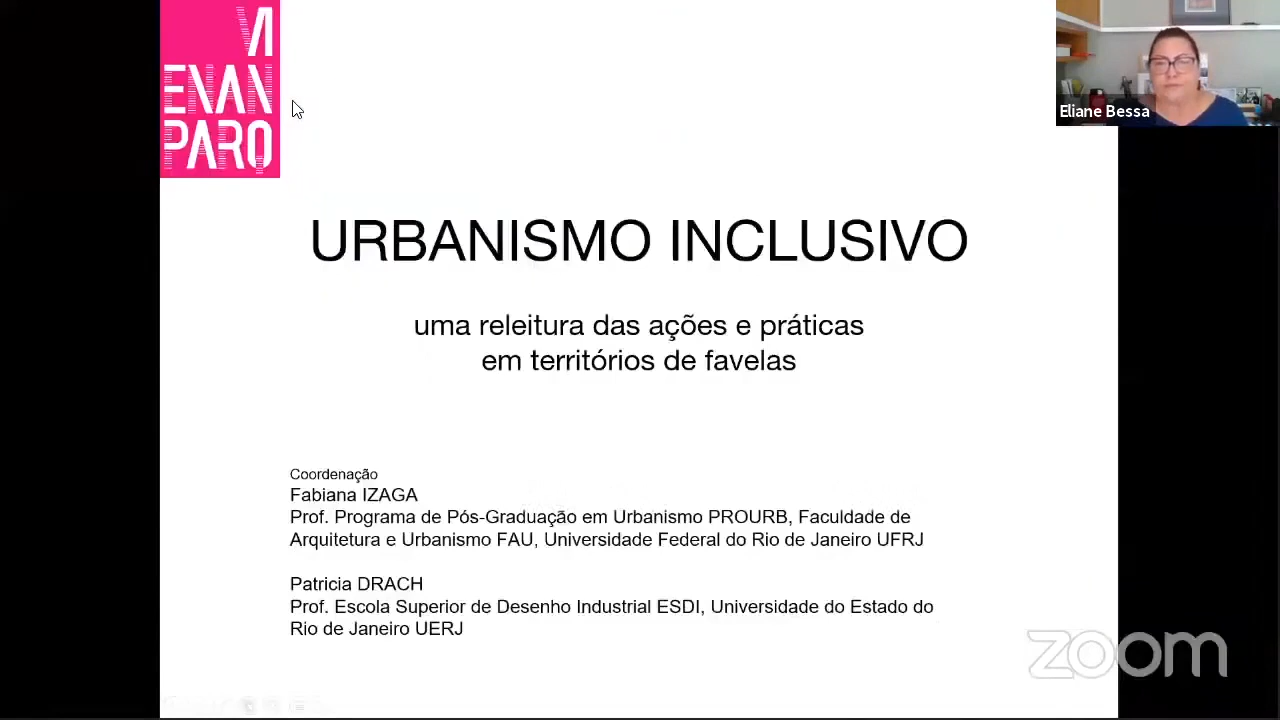 VI
ENAN
PARQ
Eliane Bessa
URBANISMO INCLUSIVO
uma releitura das ações e práticas
em territórios de favelas
Coordenação
Fabiana IZAGA
Prof. Programa de Pós-Graduação em Urbanismo PROURB, Faculdade de
Arquitetura e Urbanismo FAU, Universidade Federal do Rio de Janeiro UFRJ
Patricia DRACH
Prof. Escola Superior de Desenho Industrial ESDI, Universidade do Estado do
Rio de Janeiro UERJ
zoom